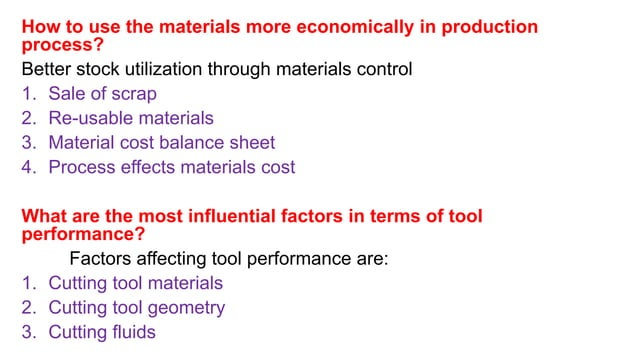 How to use the materials more economically in production
process?
Better stock utilization through materials control
1. Sale of scrap
2. Re-usable materials
3. Material cost balance sheet
4. Process effects materials cost
What are the most influential factors in terms of tool
performance?
Factors affecting tool performance are:
1. Cutting tool materials
2. Cutting tool geometry
3. Cutting fluids